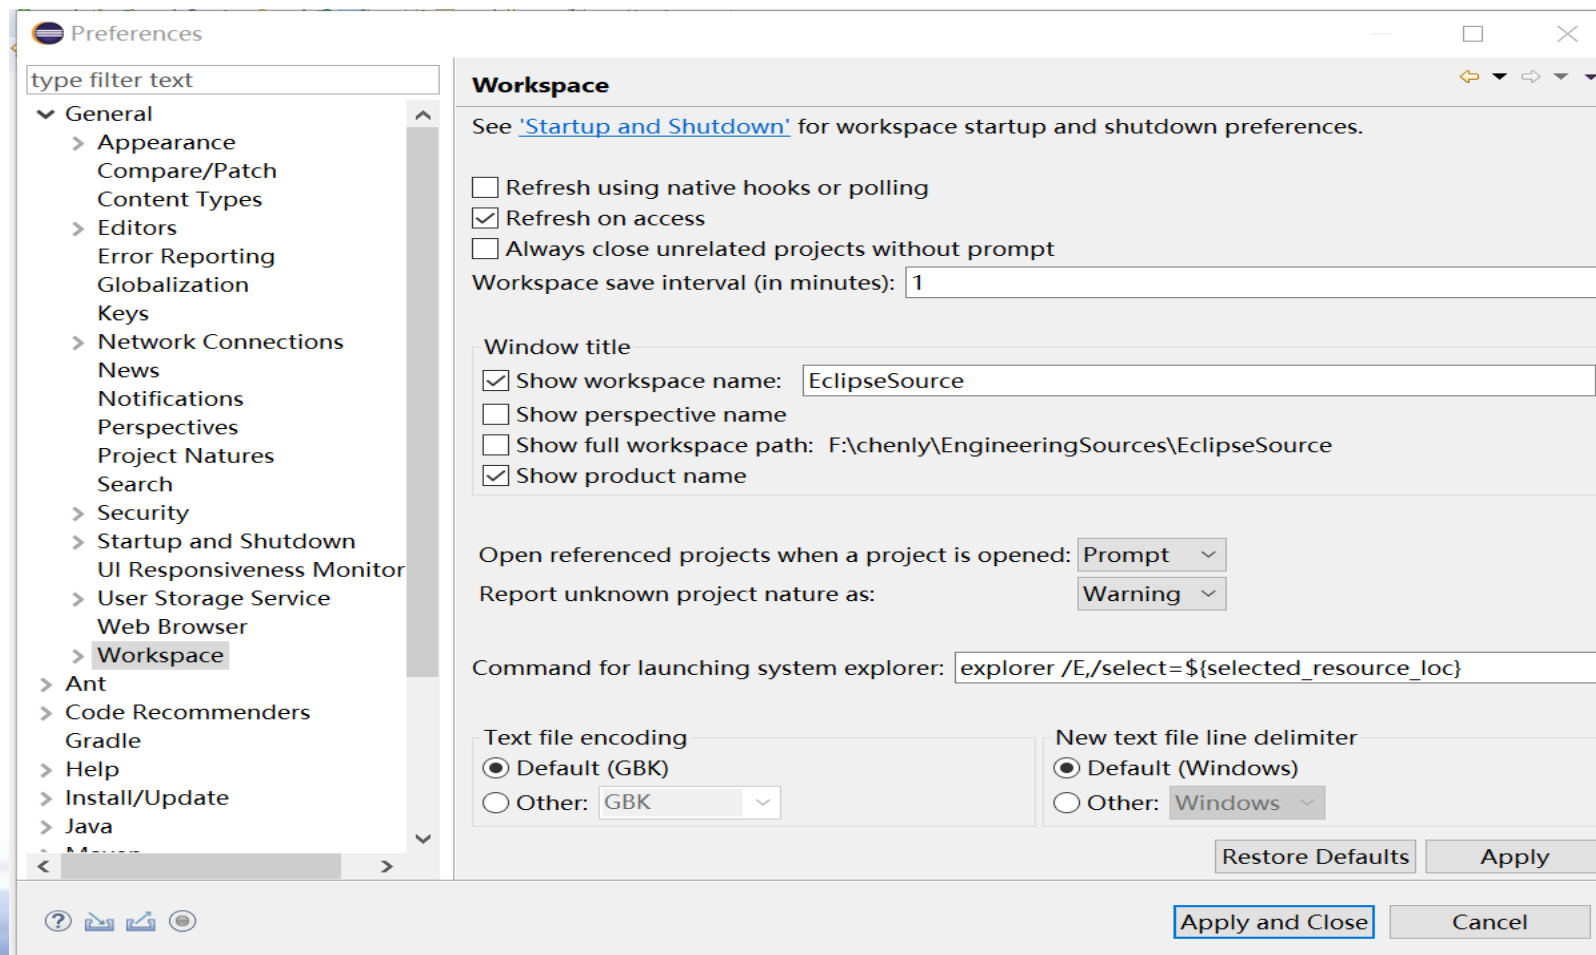 Preferences
type filter text
General
Appearance
Compare/Patch
Content Types
Editors
Error Reporting
Globalization
Keys
Network Connections
News
Notifications
Perspectives
Project Natures
Search
Security
Startup and Shutdown
UI Responsiveness Monitor
User Storage Service
Web Browser
Workspace
Ant
Code Recommenders
Gradle
Help
Install/Update
Java
Workspace
See 'Startup and Shutdown' for workspace startup and shutdown preferences.
Refresh using native hooks or polling
Refresh on access
Always close unrelated projects without prompt
Workspace save interval (in minutes): 1
Window title
Show workspace name: EclipseSource
Show perspective name
Show full workspace path: F:\chenly\EngineeringSources\EclipseSource
Show product name
Open referenced projects when a project is opened: Prompt
Report unknown project nature as: Warning
Command for launching system explorer: explorer /E,/select=${selected_resource_loc}
Text file encoding
Default (GBK)
Other: GBK
New text file line delimiter
Default (Windows)
Other: Windows
Restore Defaults Apply
Apply and Close Cancel